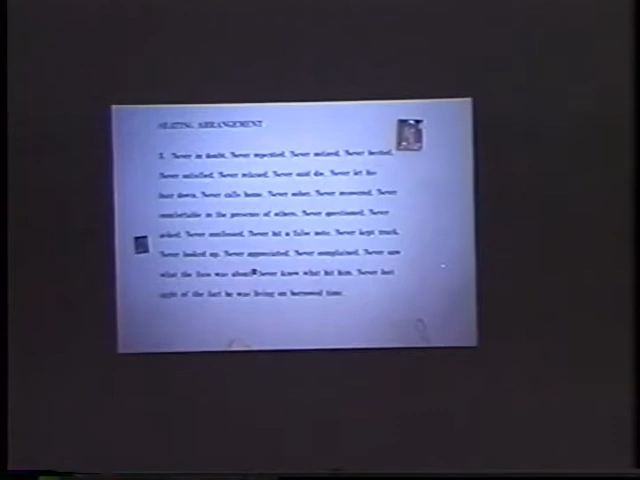 SEATING ARRANGEMENT
1. Never in doubt. Never repeated. Never noticed. Never bested.
Never satisfied. Never relaxed. Never said die. Never let his
hair down. Never calls home. Never sober. Never recovered. Never
comfortable in the presence of others. Never questioned. Never
asked. Never confused. Never hit a false note. Never kept track.
Never looked up. Never appreciated. Never complained. Never saw
what the fuss was about. Never knew what hit him. Never lost
sight of the fact he was living on borrowed time.